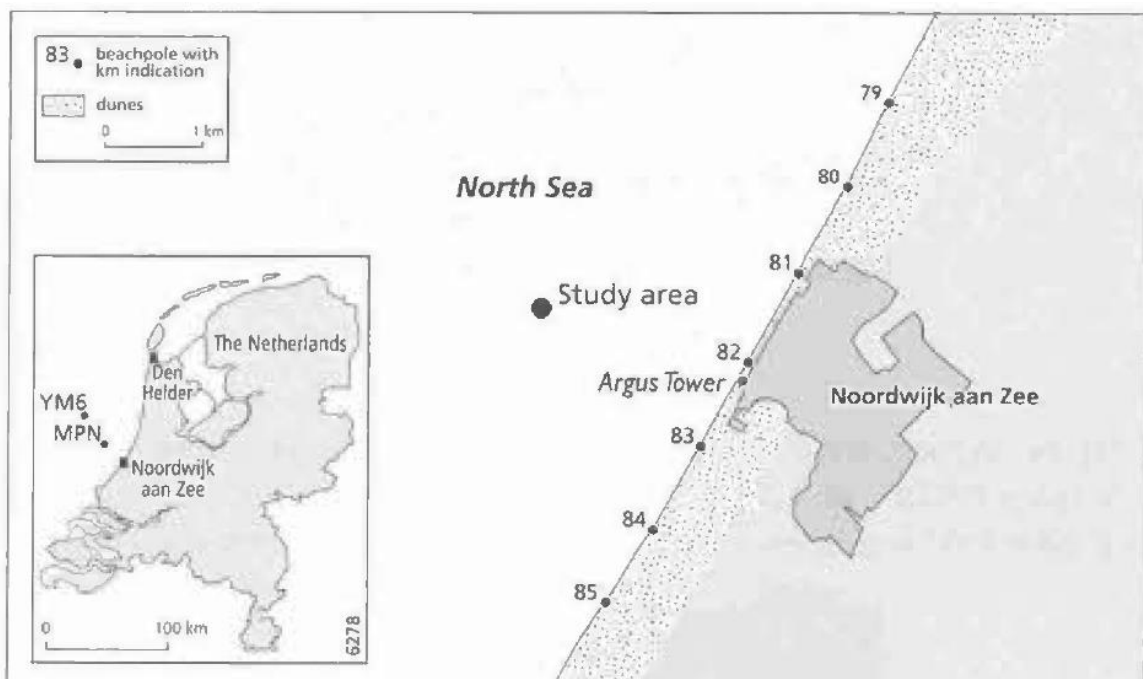 83 beachpole with
km indication
dunes
0 1 km
North Sea
Study area
79
80
81
82
Argus Tower
83
84
85
Noordwijk aan Zee
The Netherlands
Den
Helder
YM6
MPN
Noordwijk
aan Zee
0 100 km
6278